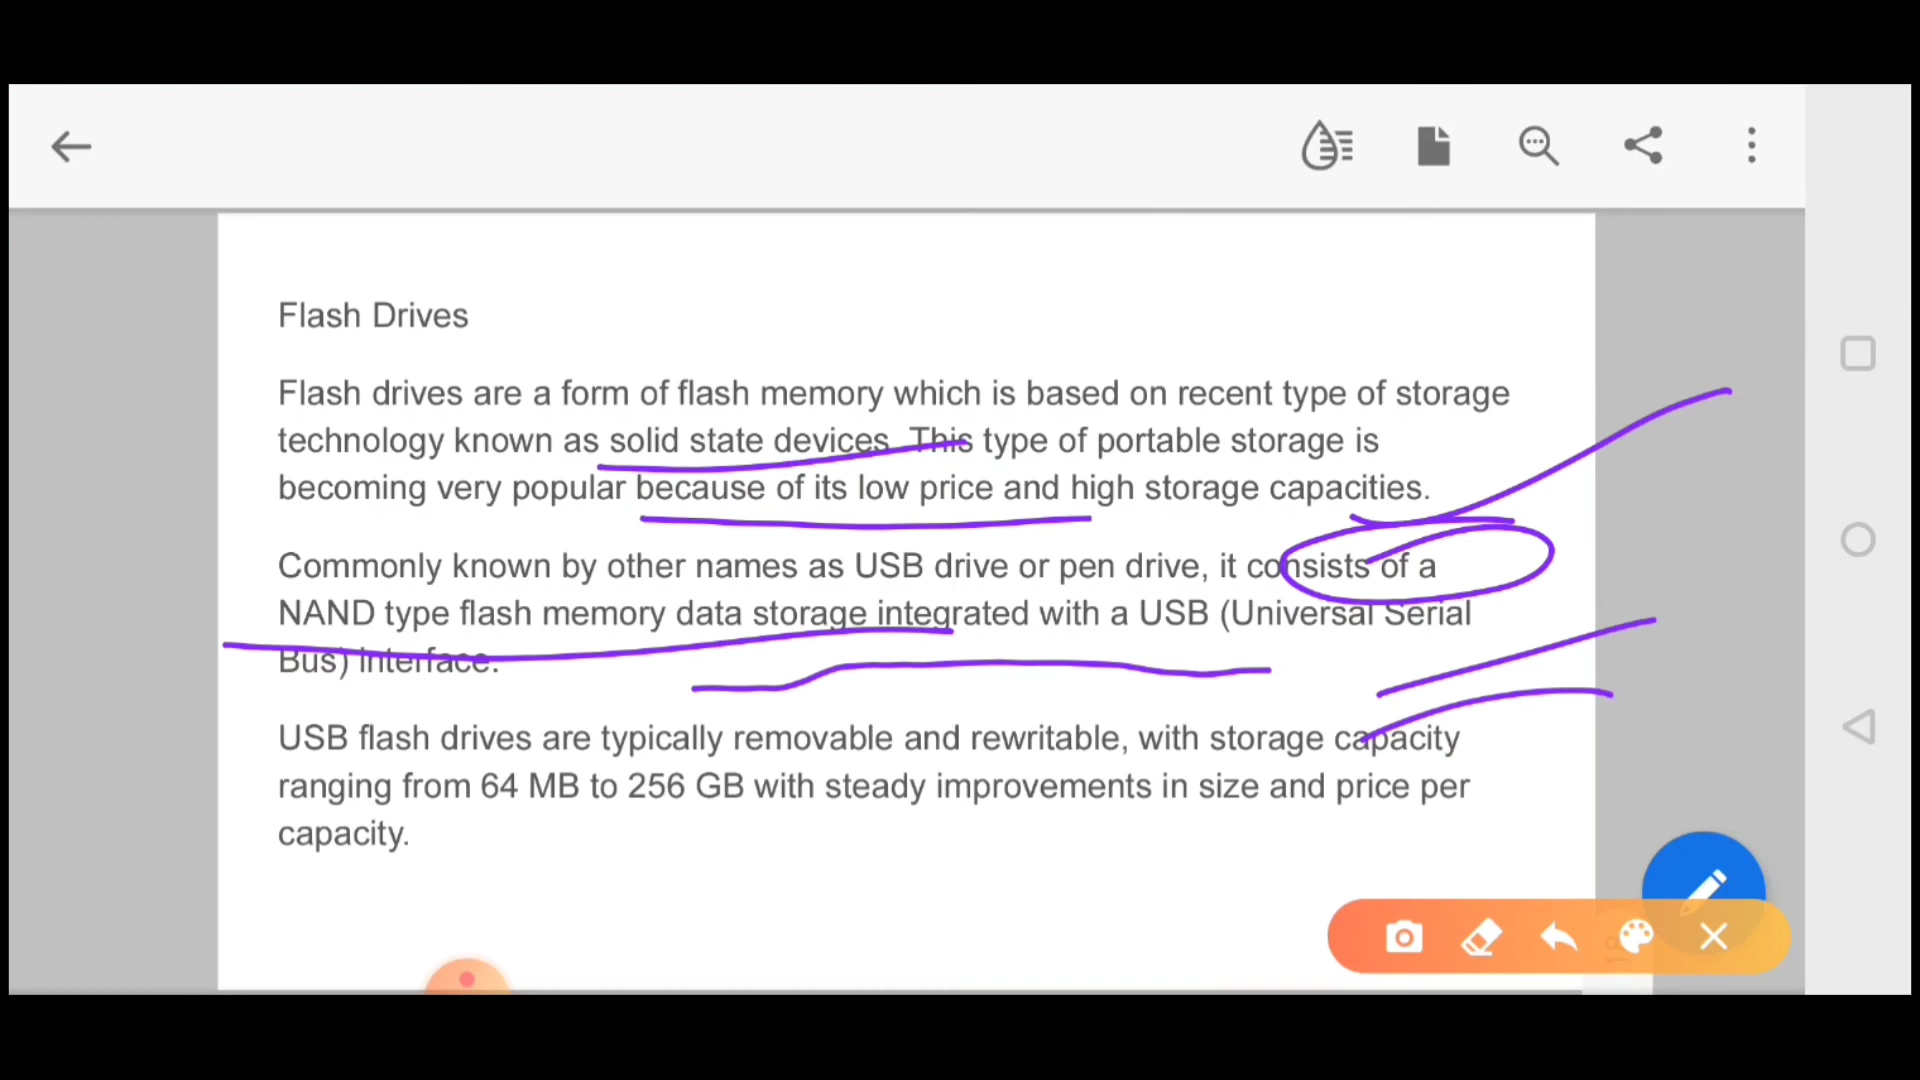 Flash Drives
Flash drives are a form of flash memory which is based on recent type of storage
technology known as solid state devices. This type of portable storage is
becoming very popular because of its low price and high storage capacities.
Commonly known by other names as USB drive or pen drive, it consists of a
NAND type flash memory data storage integrated with a USB (Universal Serial
Bus) interface.
USB flash drives are typically removable and rewritable, with storage capacity
ranging from 64 MB to 256 GB with steady improvements in size and price per
capacity.